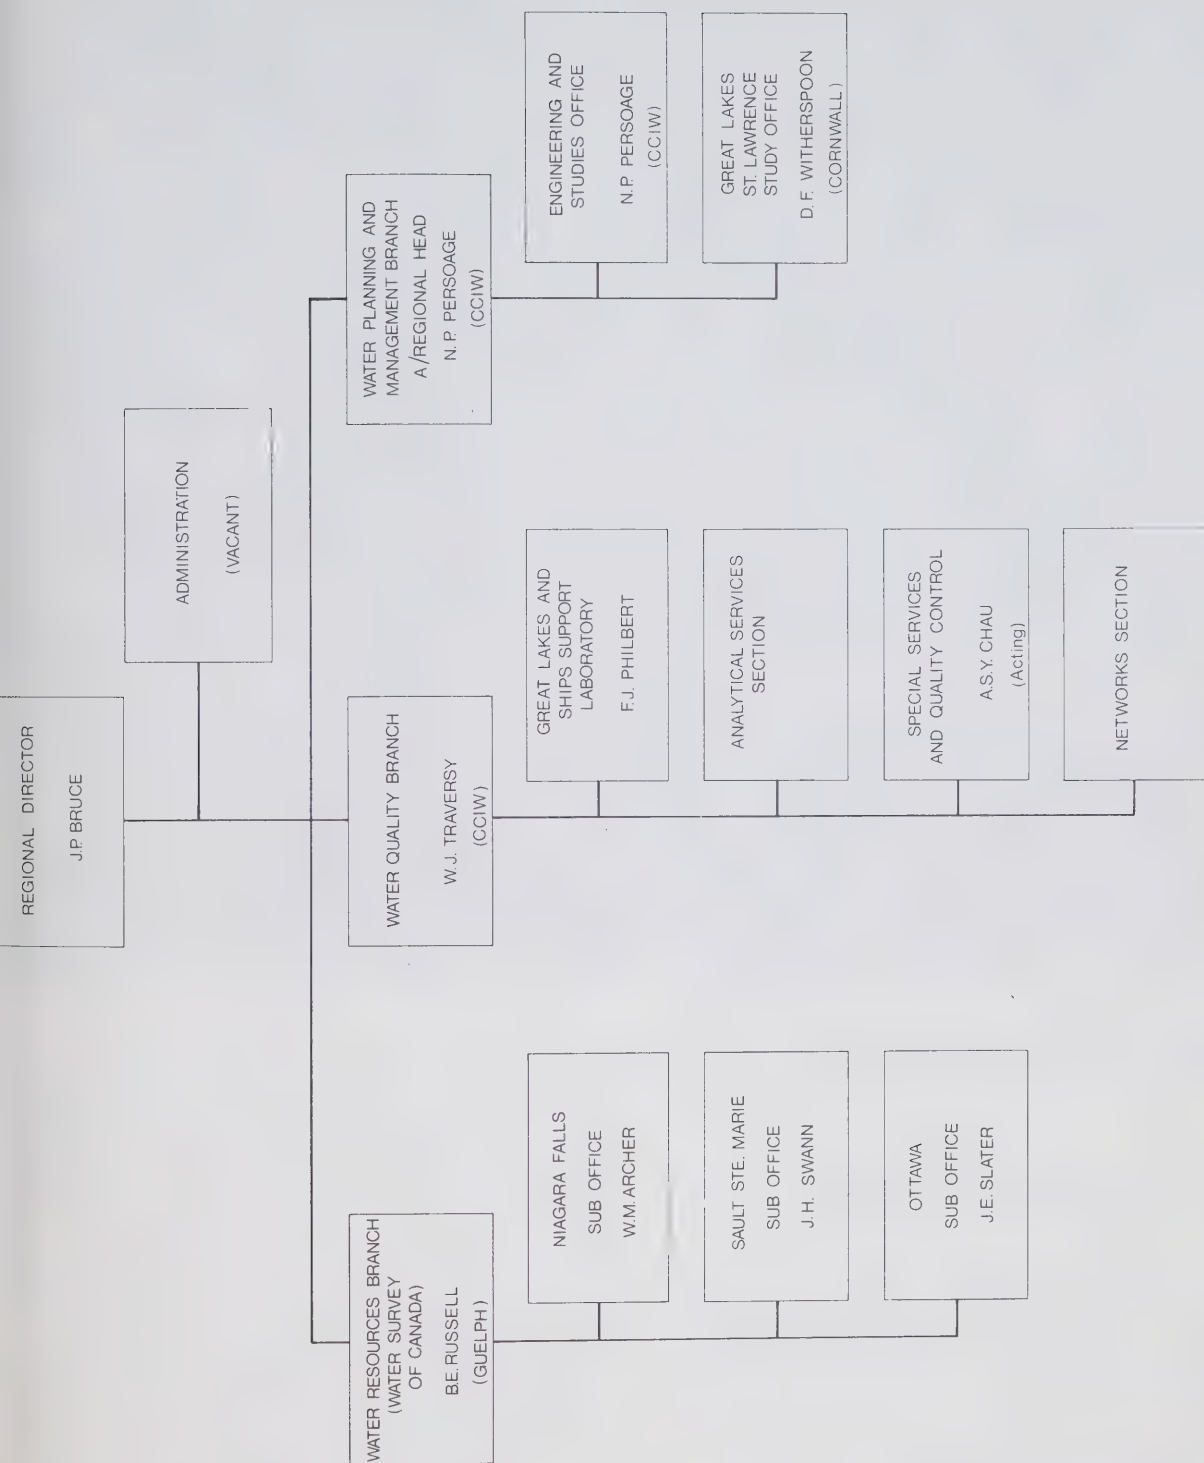 REGIONAL DIRECTOR
J.P. BRUCE
ADMINISTRATION
(VACANT)
WATER RESOURCES BRANCH
(WATER SURVEY
OF CANADA)
B.E. RUSSELL
(GUELPH)
NIAGARA FALLS
SUB OFFICE
W.M. ARCHER
SAULT STE. MARIE
SUB OFFICE
J.H. SWANN
OTTAWA
SUB OFFICE
J.E. SLATER
WATER QUALITY BRANCH
W.J. TRAVERSY
(CCIW)
GREAT LAKES AND
SHIPS SUPPORT
LABORATORY
F.J. PHILBERT
ANALYTICAL SERVICES
SECTION
SPECIAL SERVICES
AND QUALITY CONTROL
A.S.Y. CHAU
(Acting)
NETWORKS SECTION
WATER PLANNING AND
MANAGEMENT BRANCH
A/REGIONAL HEAD
N.P. PERSOAGE
(CCIW)
ENGINEERING AND
STUDIES OFFICE
N.P. PERSOAGE
(CCIW)
GREAT LAKES
ST. LAWRENCE
STUDY OFFICE
D.F. WITHERSPOON
(CORNWALL)